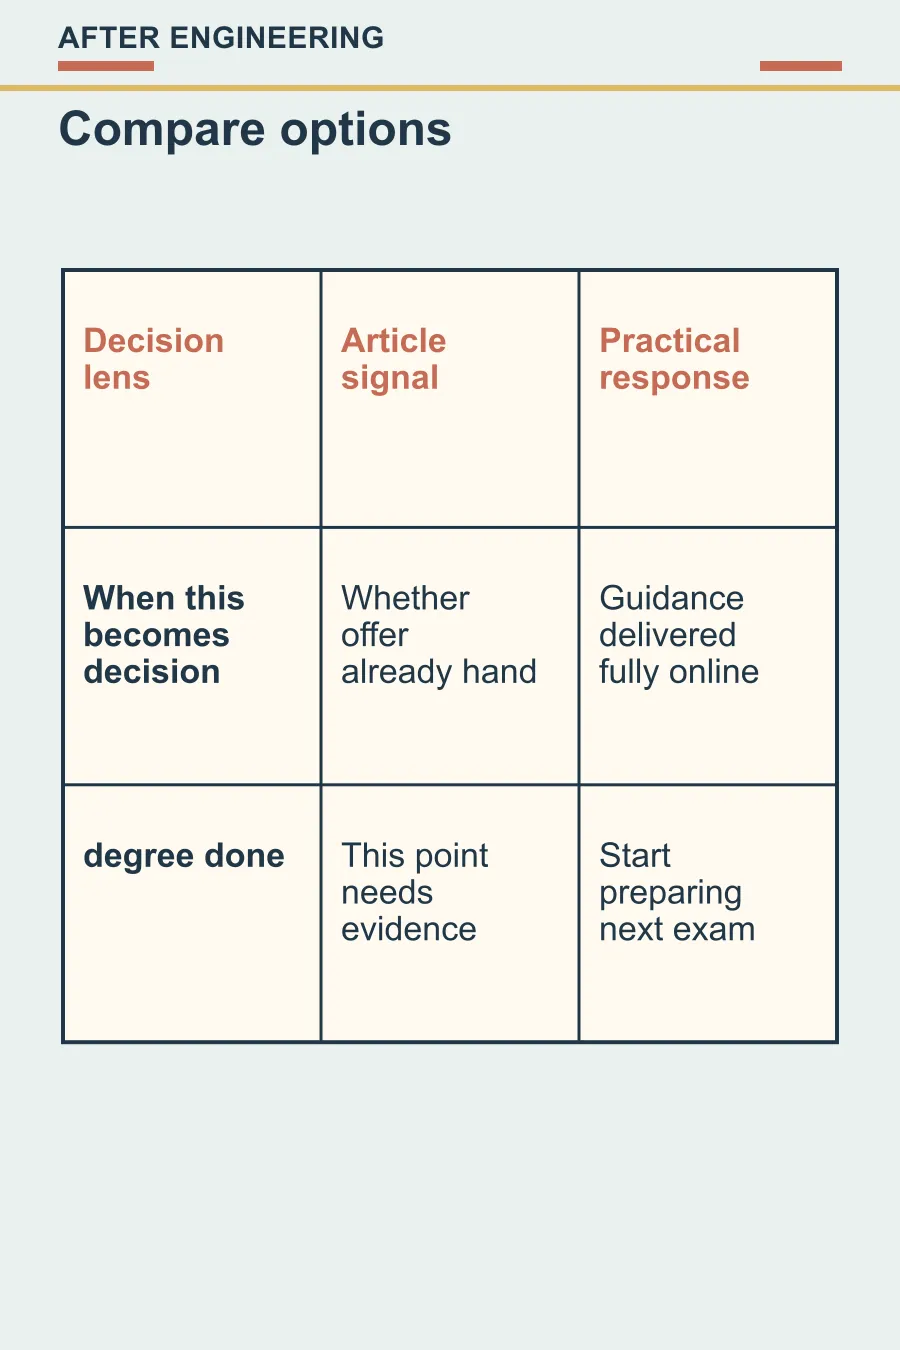 AFTER ENGINEERING
Compare options
Decision
lens
Article
signal
Practical
response
When this
becomes
decision
Whether
offer
already hand
Guidance
delivered
fully online
degree done
This point
needs
evidence
Start
preparing
next exam